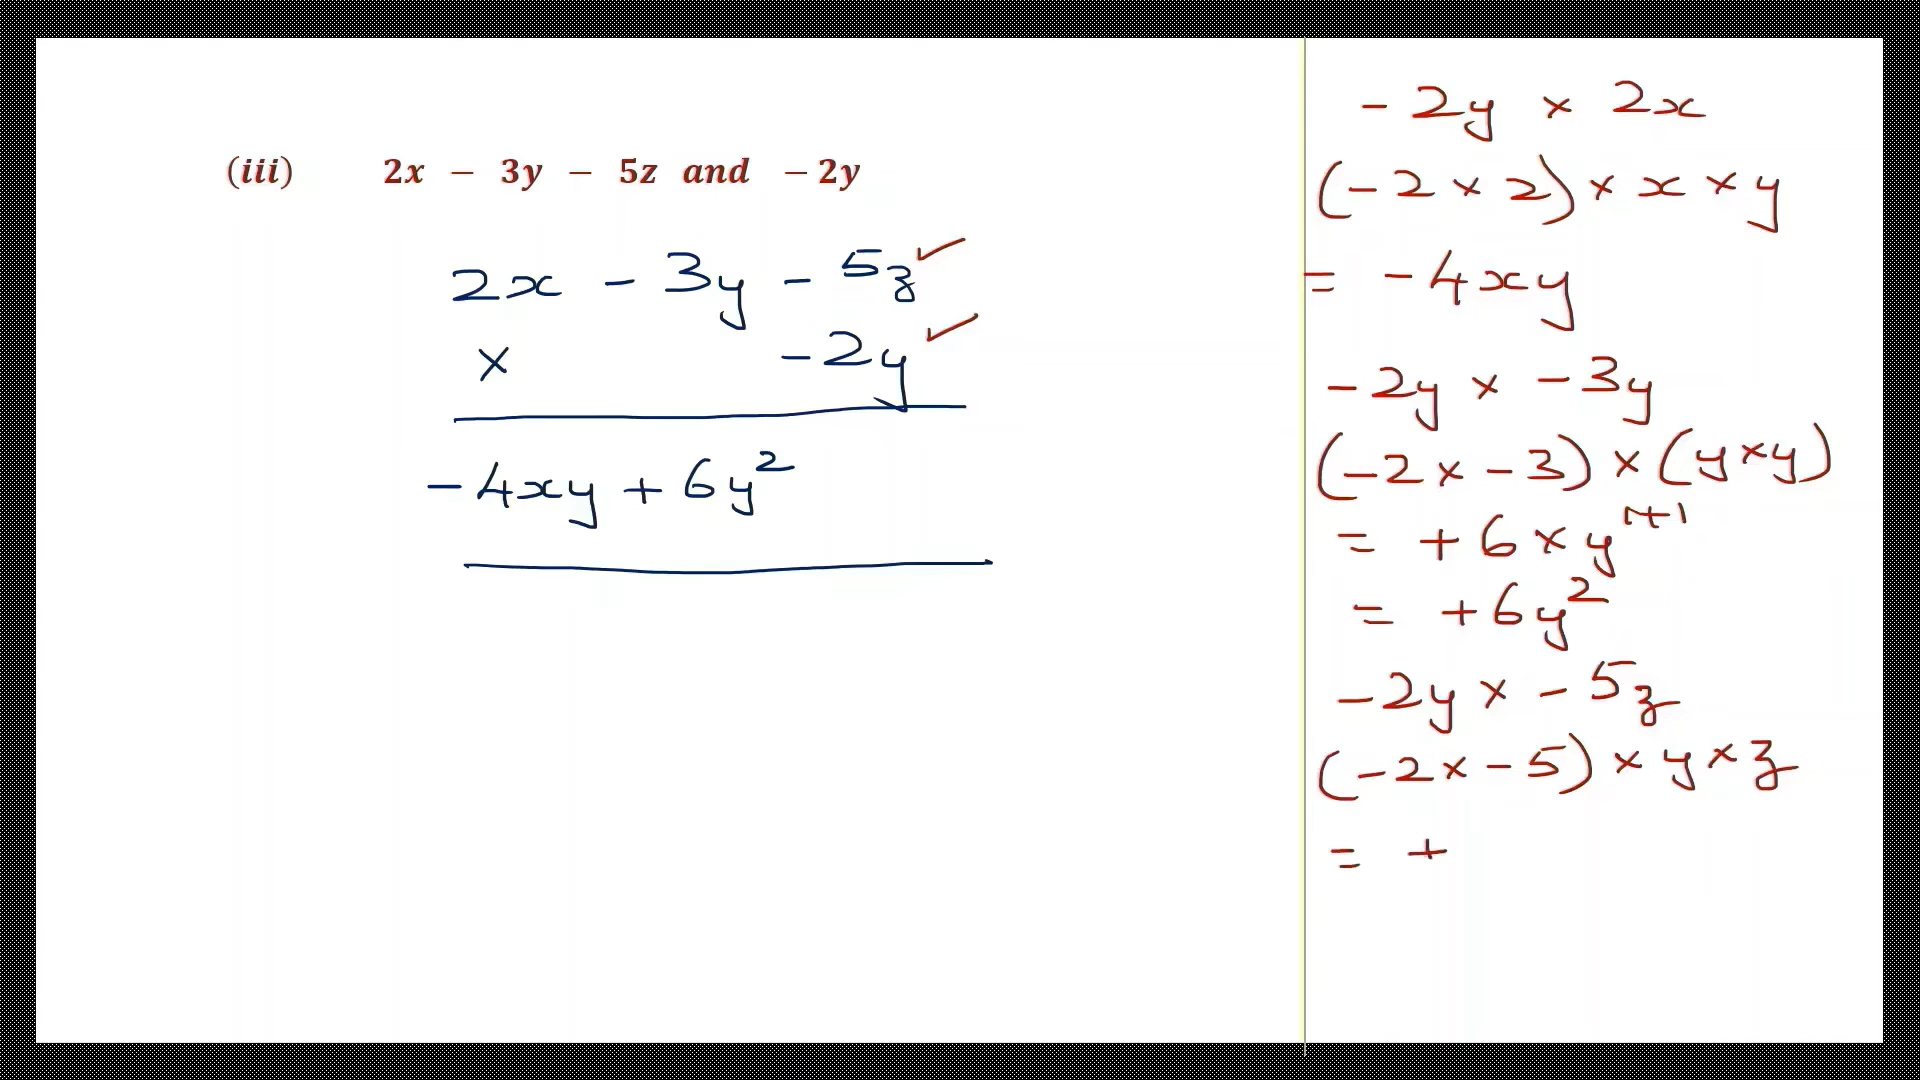 (iii) 2x − 3y − 5z and − 2y
2x - 3y - 5z ✓
x - 2y ✓
- 4xy + 6y²
- 2y × 2x
(- 2 × 2) × x × y
= - 4xy
- 2y × - 3y
(- 2 × - 3) × (y × y)
= + 6 × y¹⁺¹
= + 6y²
- 2y × - 5z
(- 2 × - 5) × y × z
= +